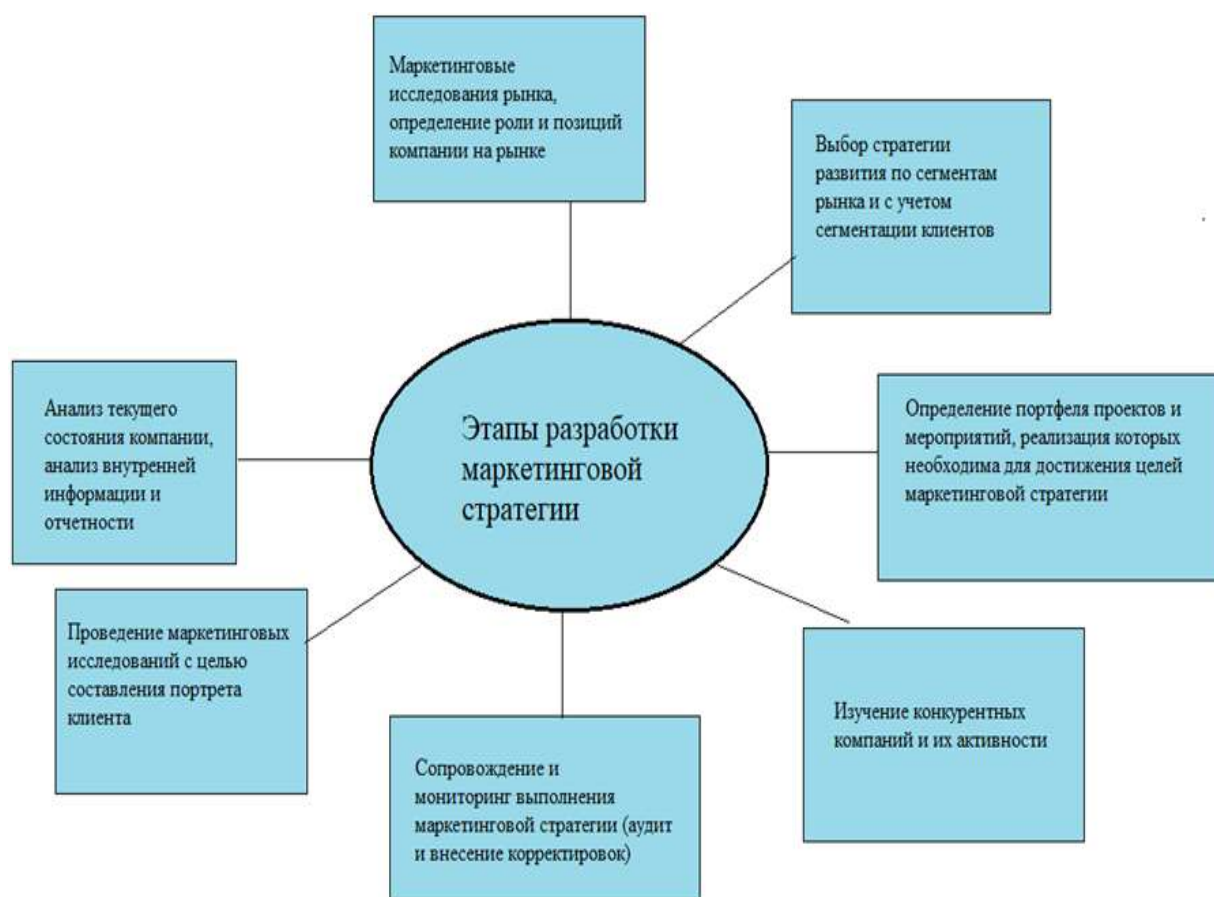 Маркетинговые
исследования рынка,
определение роли и позиций
компании на рынке
Выбор стратегии
развития по сегментам
рынка и с учетом
сегментации клиентов
Анализ текущего
состояния компании,
анализ внутренней
информации и
отчетности
Этапы разработки
маркетинговой
стратегии
Определение портфеля проектов и
мероприятий, реализация которых
необходима для достижения целей
маркетинговой стратегии
Проведение маркетинговых
исследований с целью
составления портрета
клиента
Изучение конкурентных
компаний и их активности
Сопровождение и
мониторинг выполнения
маркетинговой стратегии (аудит
и внесение корректировок)